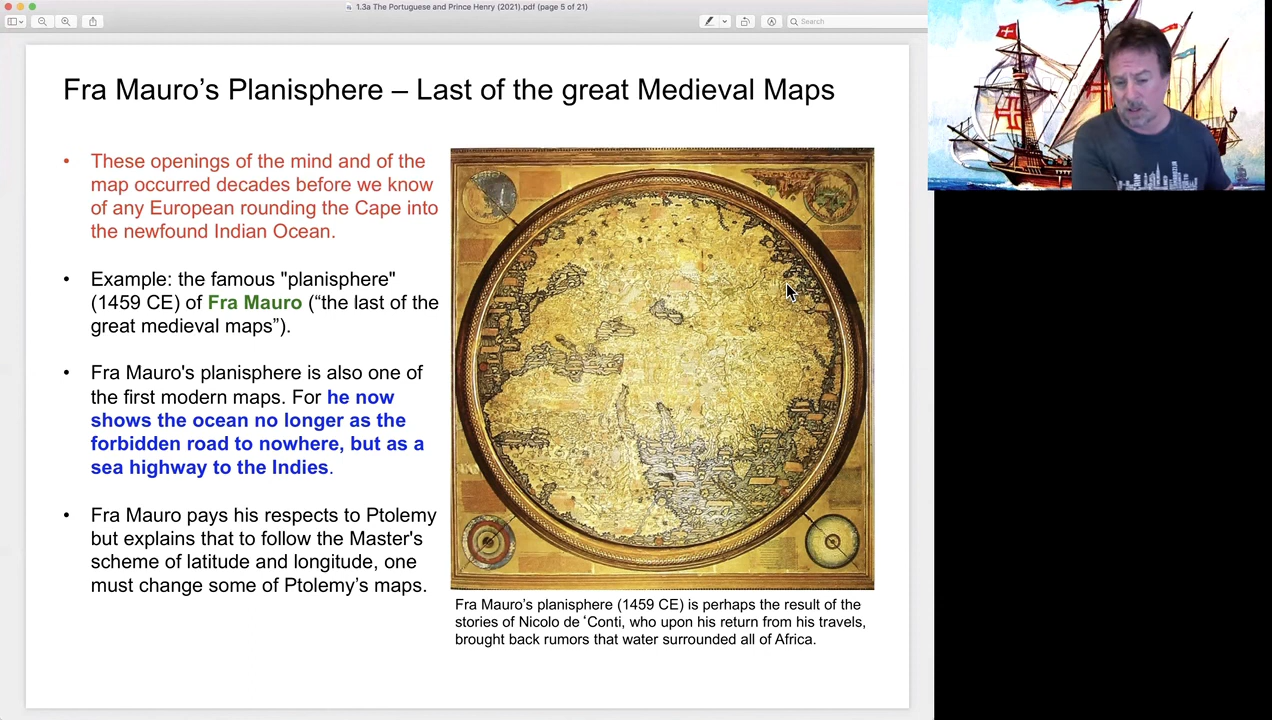 1.3a The Portuguese and Prince Henry (2021).pdf (page 5 of 21)
Search
Fra Mauro’s Planisphere – Last of the great Medieval Maps
• These openings of the mind and of the
map occurred decades before we know
of any European rounding the Cape into
the newfound Indian Ocean.
• Example: the famous "planisphere"
(1459 CE) of Fra Mauro (“the last of the
great medieval maps”).
• Fra Mauro's planisphere is also one of
the first modern maps. For he now
shows the ocean no longer as the
forbidden road to nowhere, but as a
sea highway to the Indies.
• Fra Mauro pays his respects to Ptolemy
but explains that to follow the Master's
scheme of latitude and longitude, one
must change some of Ptolemy’s maps.
Fra Mauro’s planisphere (1459 CE) is perhaps the result of the
stories of Nicolo de ‘Conti, who upon his return from his travels,
brought back rumors that water surrounded all of Africa.